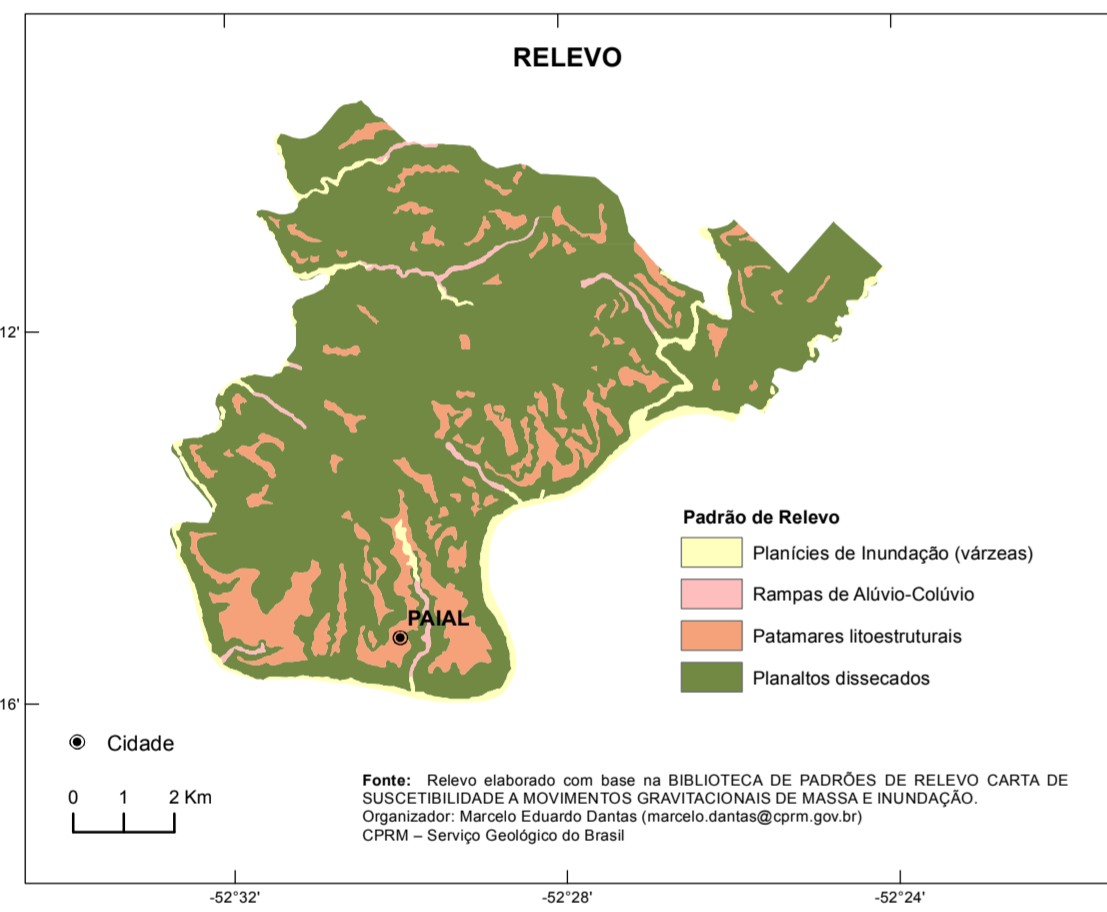 RELEVO
12'
PAIAL
Padrão de Relevo
Planícies de Inundação (várzeas)
Rampas de Alúvio-Colúvio
Patamares litoestruturais
Planaltos dissecados
16'
Cidade
0 1 2 Km
Fonte: Relevo elaborado com base na BIBLIOTECA DE PADRÕES DE RELEVO CARTA DE
SUSCETIBILIDADE A MOVIMENTOS GRAVITACIONAIS DE MASSA E INUNDAÇÃO.
Organizador: Marcelo Eduardo Dantas (marcelo.dantas@cprm.gov.br)
CPRM – Serviço Geológico do Brasil
-52°32' -52°28' -52°24'